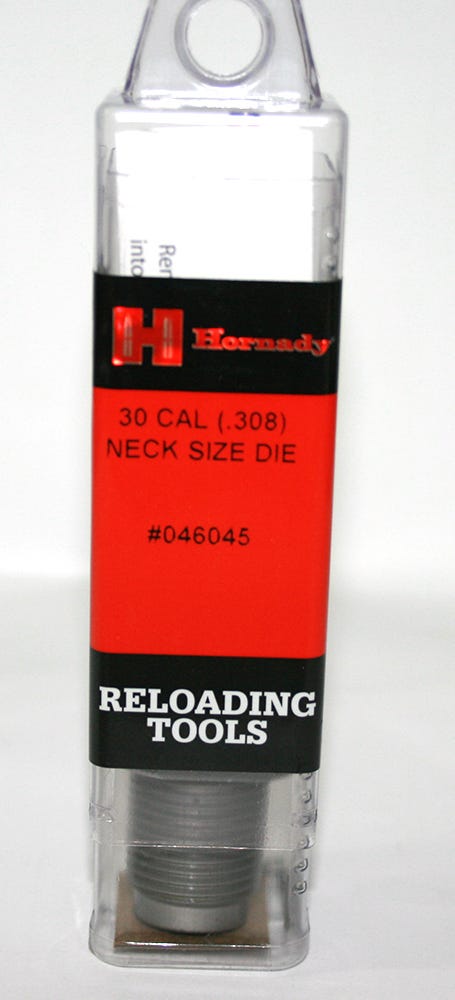 Hornady
30 CAL (.308)
NECK SIZE DIE
#046045
RELOADING
TOOLS